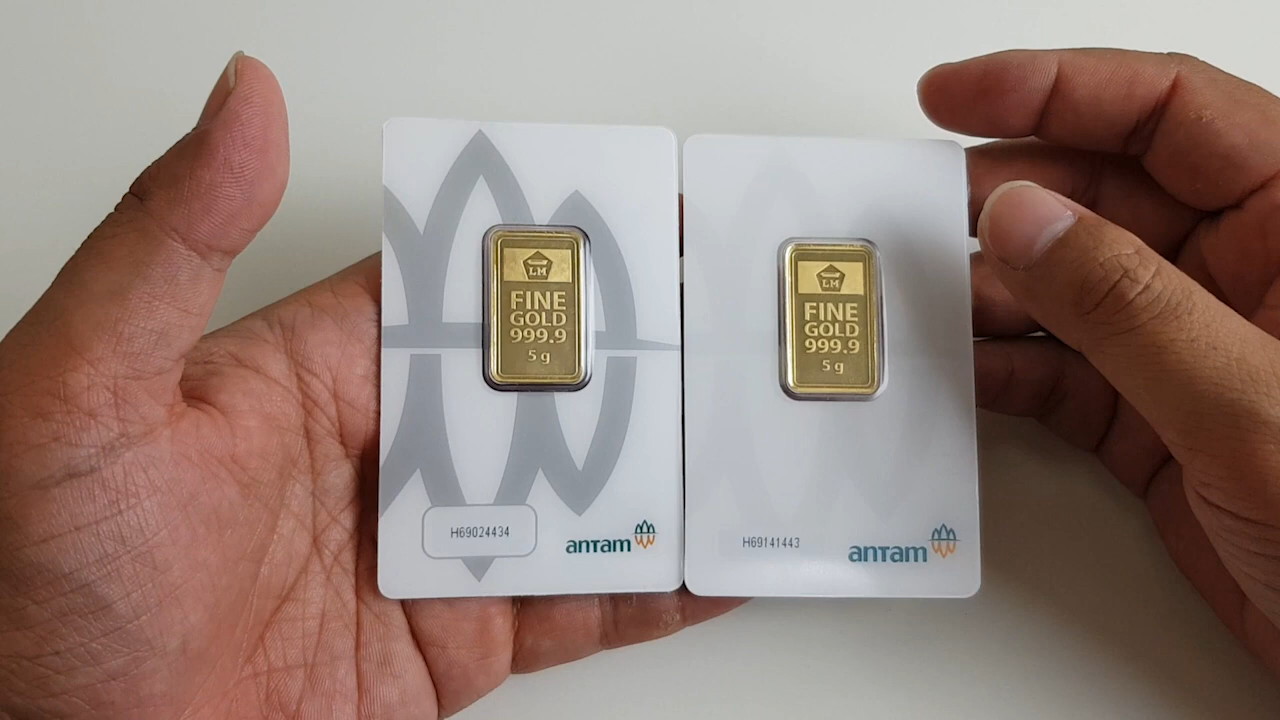 LM
FINE
GOLD
999.9
5 g
H69024434
antam
LM
FINE
GOLD
999.9
5 g
H69141443
antam